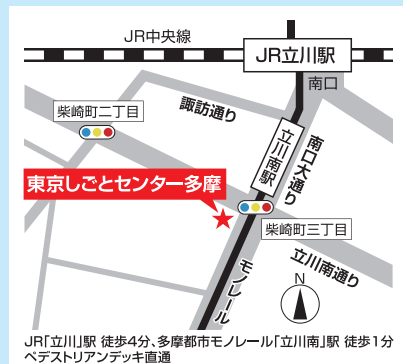 JR中央線
JR立川駅
南口
諏訪通り
柴崎町二丁目
立川南駅
南口大通り
東京しごとセンター多摩
柴崎町三丁目
立川南通り
モノレール
N
JR「立川」駅 徒歩4分、多摩都市モノレール「立川南」駅 徒歩1分
ペデストリアンデッキ直通